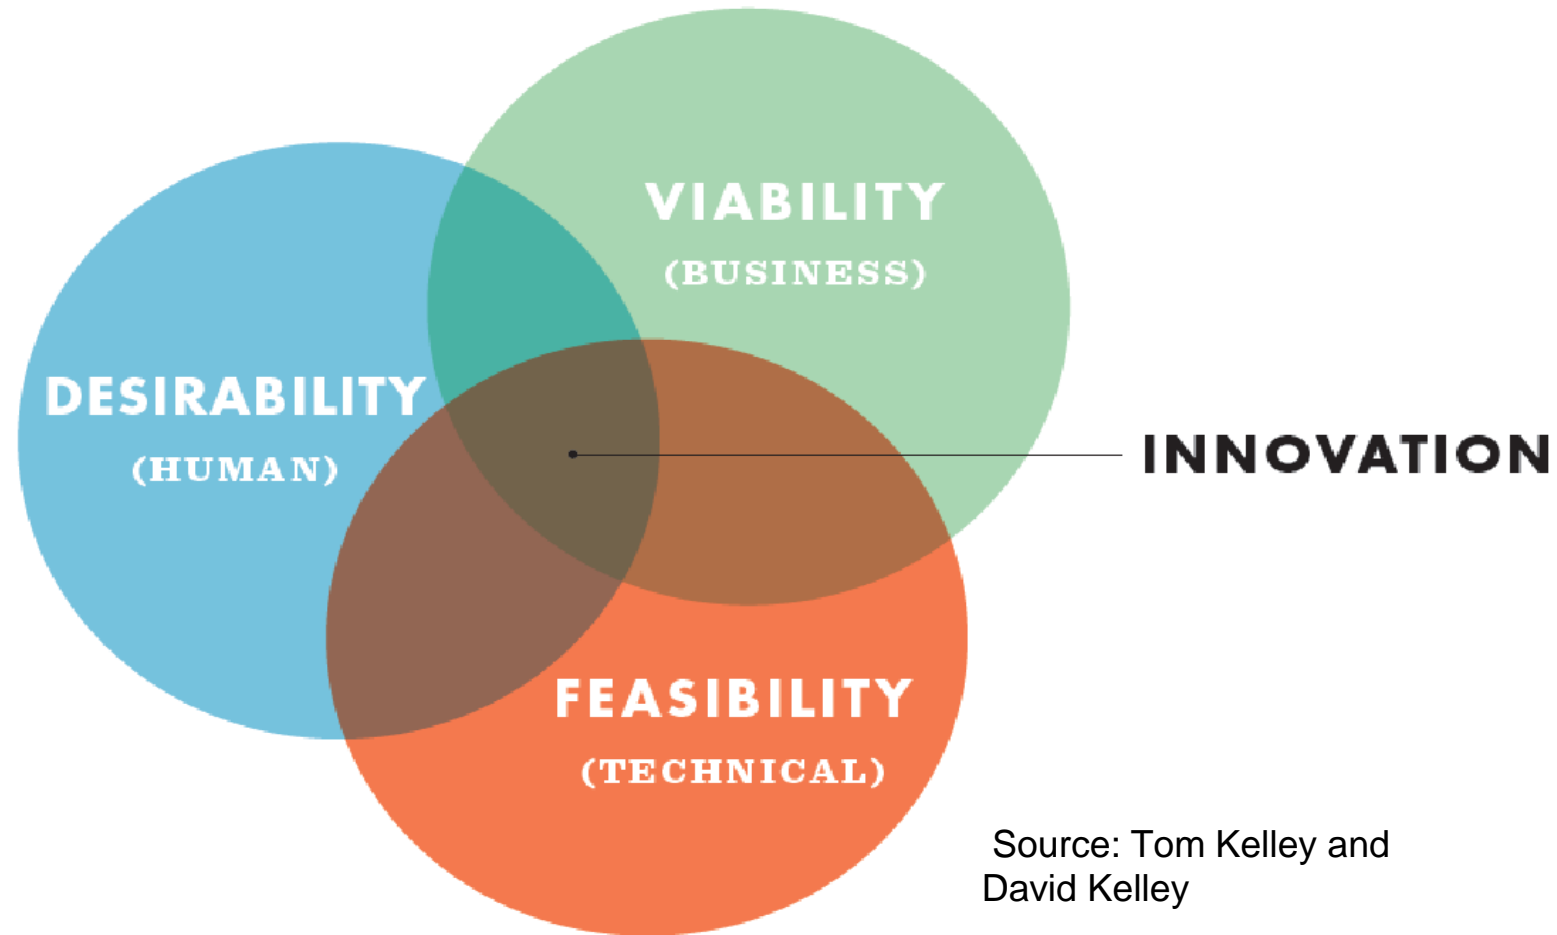 VIABILITY
(BUSINESS)
DESIRABILITY
(HUMAN)
INNOVATION
FEASIBILITY
(TECHNICAL)
Source: Tom Kelley and
David Kelley